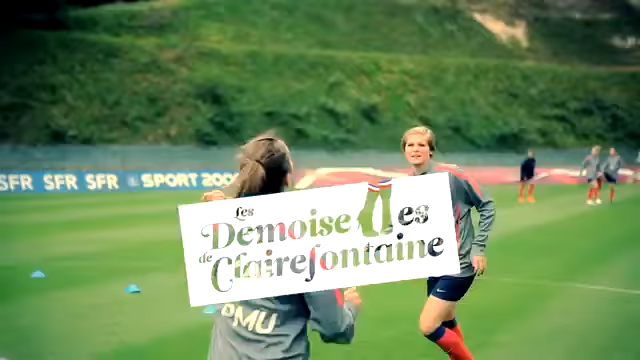 SFR SFR SFR SPORT 200
Les
Demoiselles
de Clairefontaine
PMU